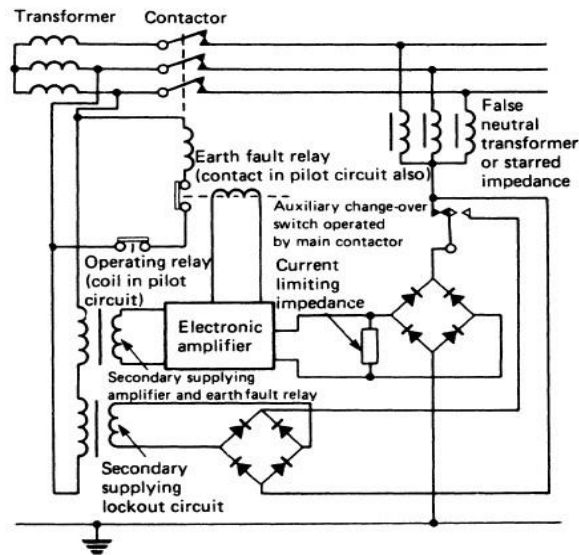 Transformer
Contactor
False
neutral
transformer
or starred
impedance
Earth fault relay
(contact in pilot circuit also)
Auxiliary change-over
switch operated
by main contactor
Operating relay
(coil in pilot
circuit)
Current
limiting
impedance
Electronic
amplifier
Secondary supplying
amplifier and earth fault relay
Secondary
supplying
lockout circuit